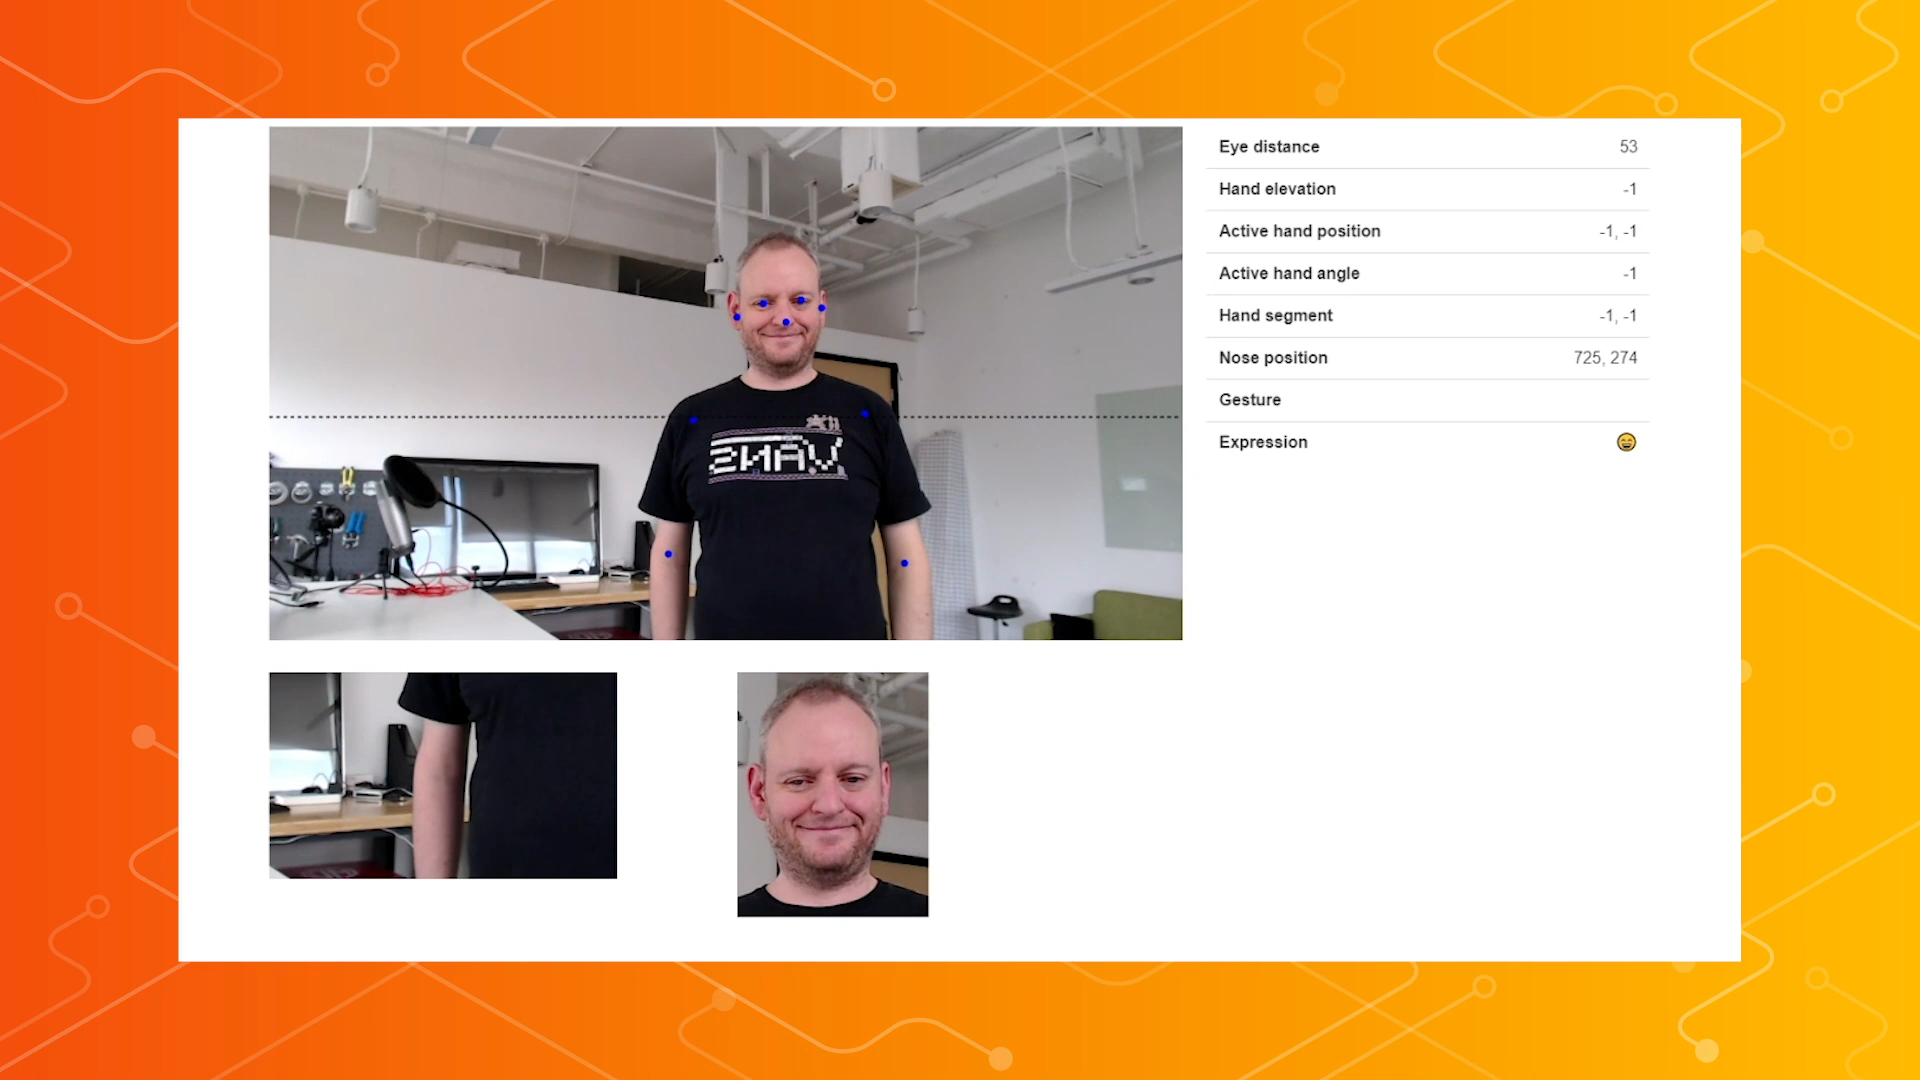 Eye distance 53
Hand elevation -1
Active hand position -1, -1
Active hand angle -1
Hand segment -1, -1
Nose position 725, 274
Gesture
Expression 😄
VANS